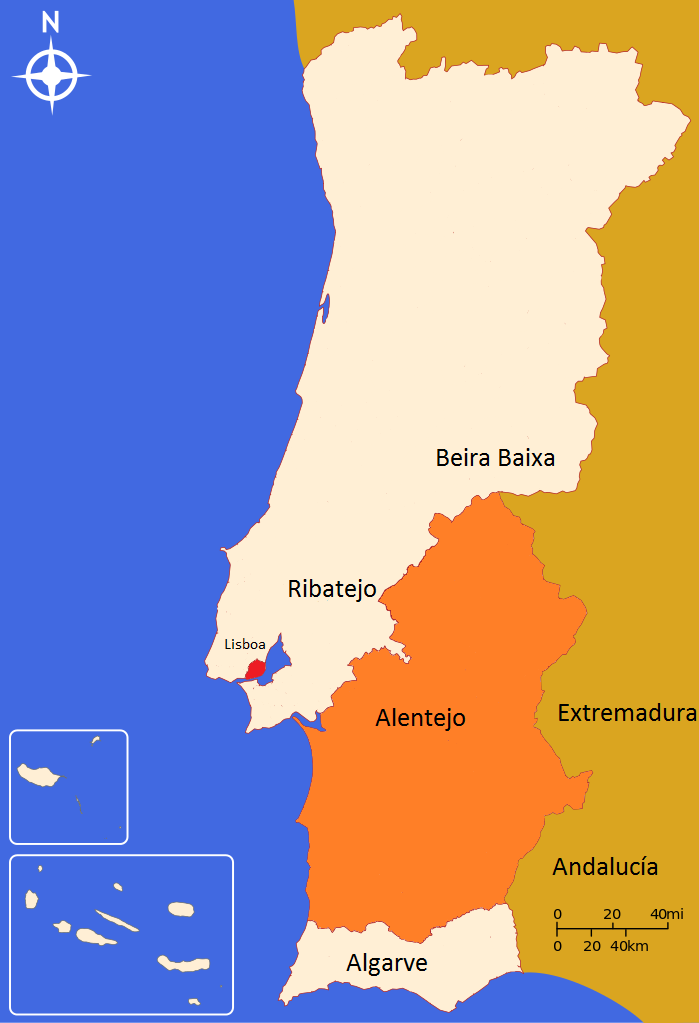 N
Beira Baixa
Ribatejo
Lisboa
Extremadura
Alentejo
Andalucía
0 20 40mi
0 20 40km
Algarve